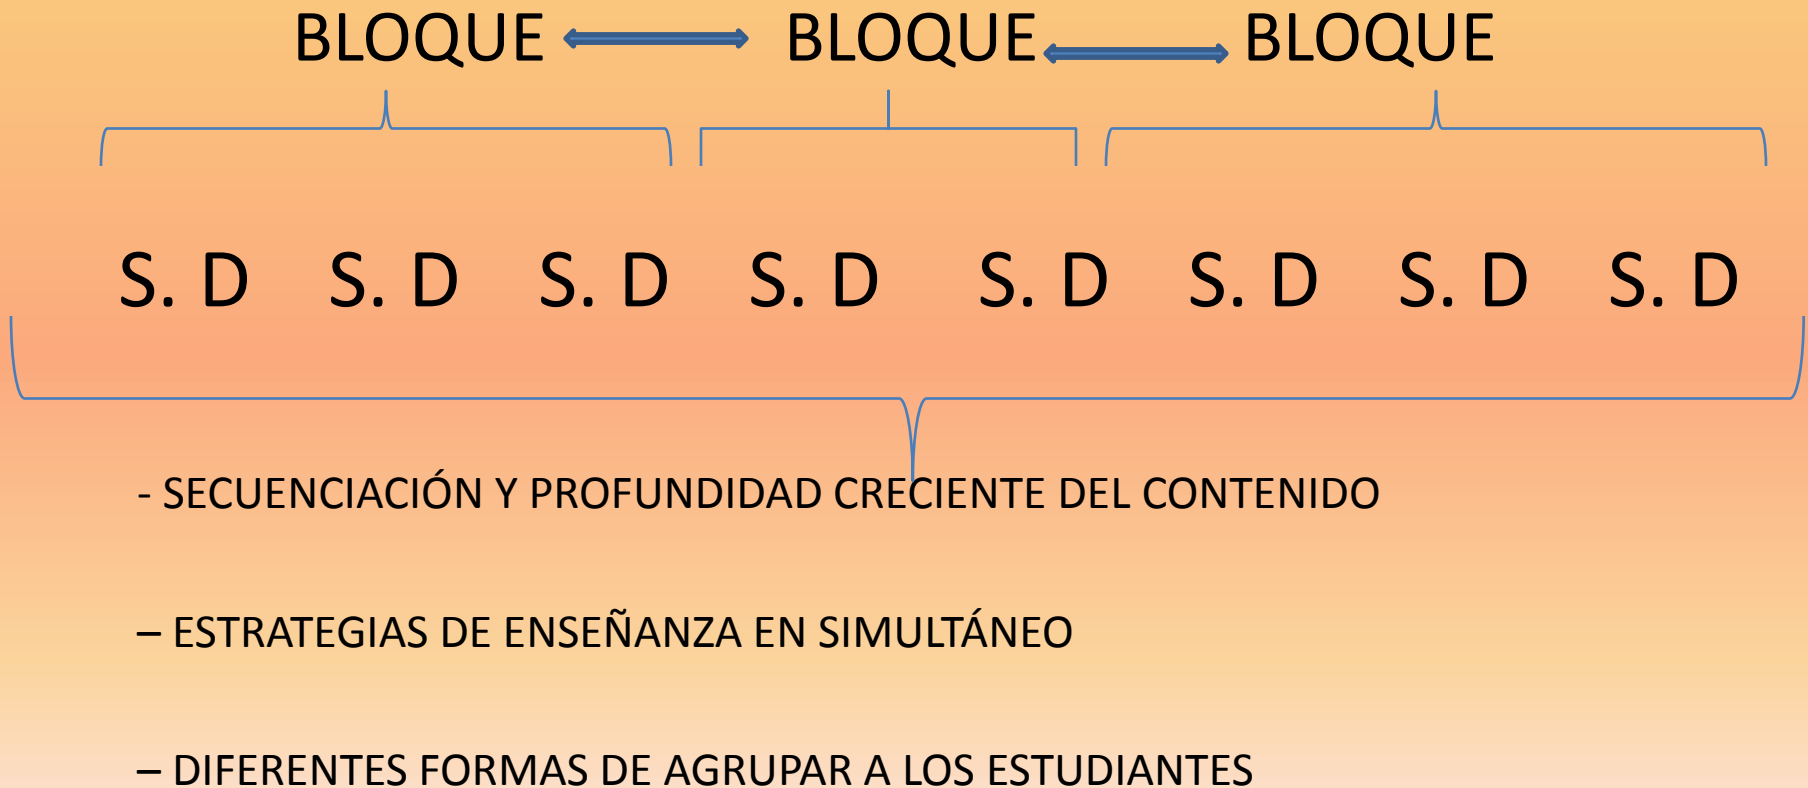 BLOQUE BLOQUE BLOQUE
S. D S. D S. D S. D S. D S. D S. D S. D
- SECUENCIACIÓN Y PROFUNDIDAD CRECIENTE DEL CONTENIDO
– ESTRATEGIAS DE ENSEÑANZA EN SIMULTÁNEO
– DIFERENTES FORMAS DE AGRUPAR A LOS ESTUDIANTES